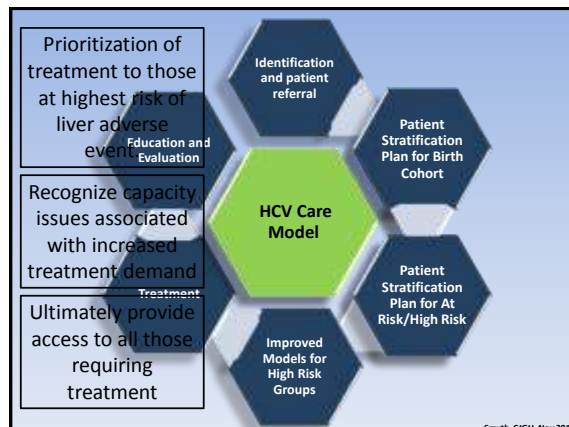 Prioritization of
treatment to those
at highest risk of
liver adverse
event.
Recognize capacity
issues associated
with increased
treatment demand
Ultimately provide
access to all those
requiring
treatment
Identification
and patient
referral
Patient
Stratification
Plan for Birth
Cohort
Patient
Stratification
Plan for At
Risk/High Risk
Improved
Models for
High Risk
Groups
Treatment
Education and
Evaluation
HCV Care
Model
Nov